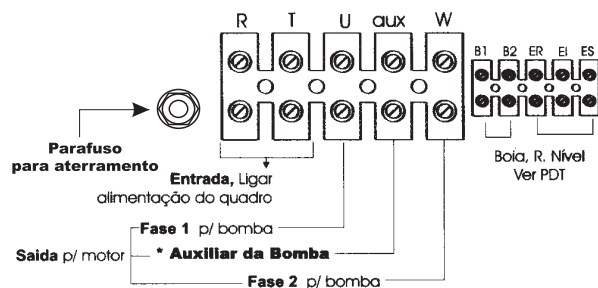 R T U aux W
B1 B2 ER EI ES
Parafuso
para aterramento
Entrada, Ligar
alimentação do quadro
Boia, R. Nível
Ver PDT
Fase 1 p/ bomba
Saida p/ motor
* Auxiliar da Bomba
Fase 2 p/ bomba